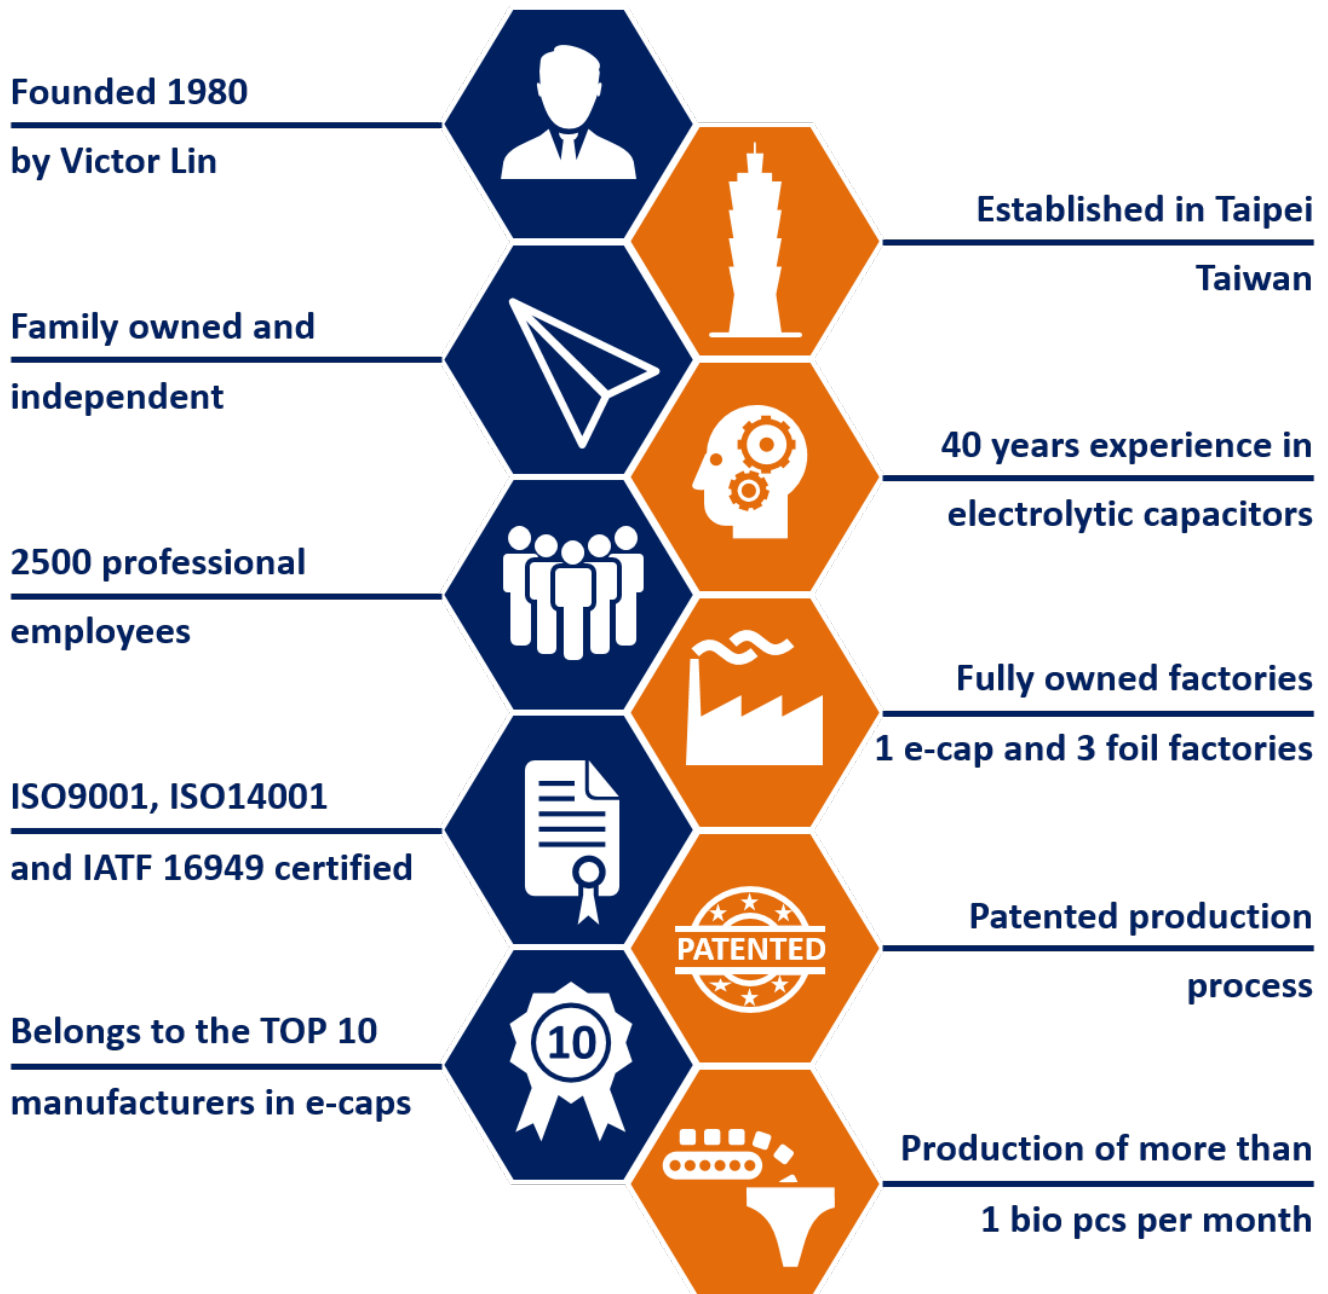 Founded 1980
by Victor Lin
Established in Taipei
Taiwan
Family owned and
independent
40 years experience in
electrolytic capacitors
2500 professional
employees
Fully owned factories
1 e-cap and 3 foil factories
ISO9001, ISO14001
and IATF 16949 certified
PATENTED
Patented production
process
Belongs to the TOP 10
manufacturers in e-caps
10
Production of more than
1 bio pcs per month